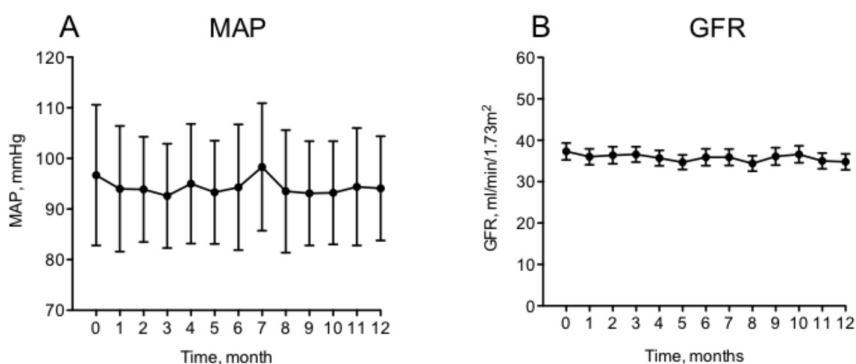 A MAP
120
110
100
90
80
70
MAP, mmHg
0 1 2 3 4 5 6 7 8 9 10 11 12
Time, month
B GFR
60
50
40
30
20
10
0
GFR, ml/min/1.73m²
0 1 2 3 4 5 6 7 8 9 10 11 12
Time, months